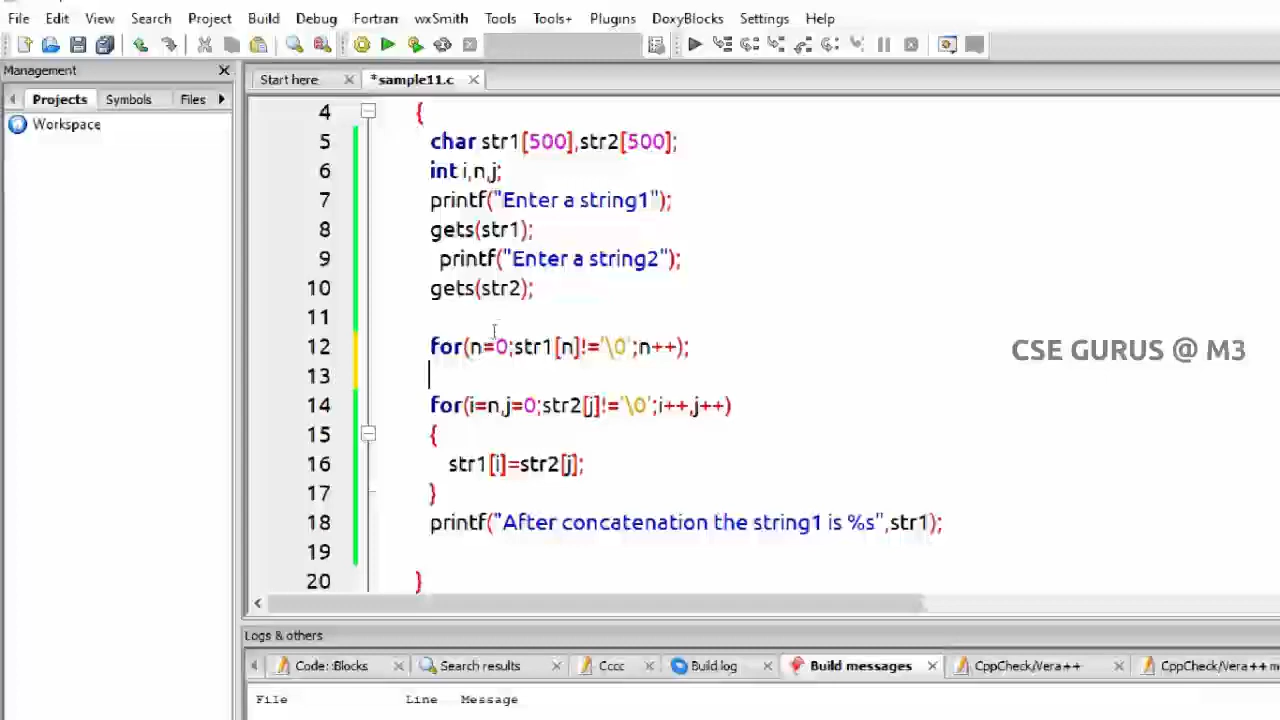 File Edit View Search Project Build Debug Fortran wxSmith Tools Tools+ Plugins DoxyBlocks Settings Help
Management
Start here *sample11.c
Projects Symbols Files
Workspace
4 {
5 char str1[500],str2[500];
6 int i,n,j;
7 printf("Enter a string1");
8 gets(str1);
9 printf("Enter a string2");
10 gets(str2);
11
12 for(n=0;str1[n]!='\0';n++);
13
14 for(i=n,j=0;str2[j]!='\0';i++,j++)
15 {
16 str1[i]=str2[j];
17 }
18 printf("After concatenation the string1 is %s",str1);
19
20 }
CSE GURUS @ M3
Logs & others
Code::Blocks Search results Cccc Build log Build messages CppCheck/Vera++ CppCheck/Vera++ m
File Line Message